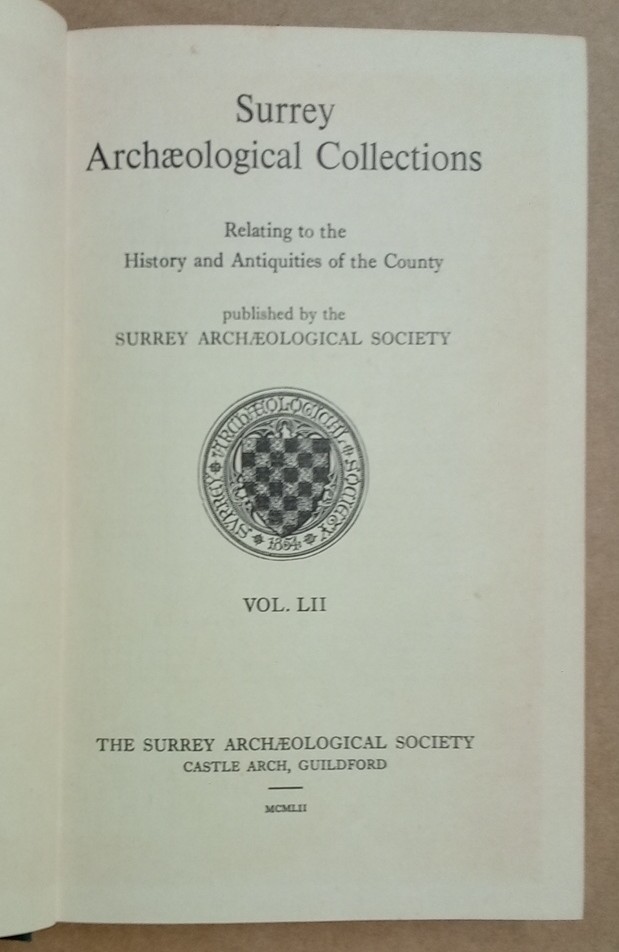 Surrey
Archæological Collections
Relating to the
History and Antiquities of the County
published by the
SURREY ARCHÆOLOGICAL SOCIETY
SVRREY ARCHÆOLOGICAL SOCIETY
1854
VOL. LII
THE SURREY ARCHÆOLOGICAL SOCIETY
CASTLE ARCH, GUILDFORD
MCMLII